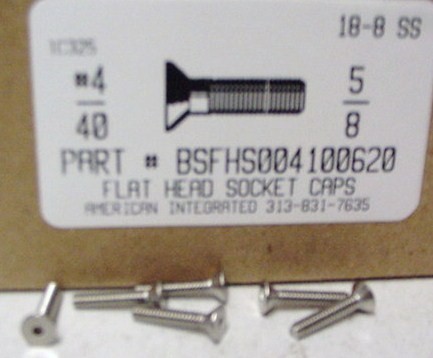 18-8 SS
1C325
#4
40
5
8
PART # BSFHS004100620
FLAT HEAD SOCKET CAPS
AMERICAN INTEGRATED 313-831-7635